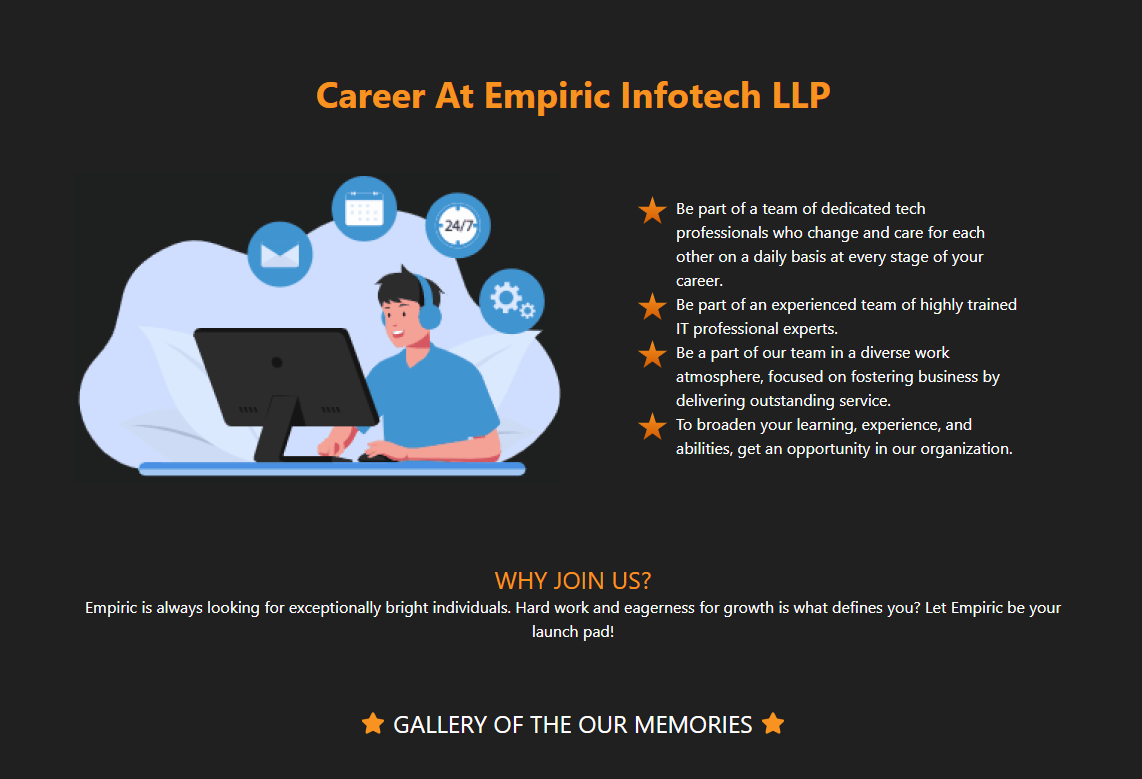 Career At Empiric Infotech LLP
24/7
Be part of a team of dedicated tech
professionals who change and care for each
other on a daily basis at every stage of your
career.
Be part of an experienced team of highly trained
IT professional experts.
Be a part of our team in a diverse work
atmosphere, focused on fostering business by
delivering outstanding service.
To broaden your learning, experience, and
abilities, get an opportunity in our organization.
WHY JOIN US?
Empiric is always looking for exceptionally bright individuals. Hard work and eagerness for growth is what defines you? Let Empiric be your
launch pad!
GALLERY OF THE OUR MEMORIES